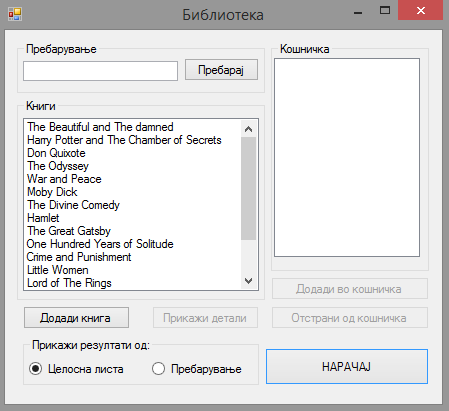 Библиотека
Пребарување
Пребарај
Кошничка
Книги
The Beautiful and The damned
Harry Potter and The Chamber of Secrets
Don Quixote
The Odyssey
War and Peace
Moby Dick
The Divine Comedy
Hamlet
The Great Gatsby
One Hundred Years of Solitude
Crime and Punishment
Little Women
Lord of The Rings
Додади книга
Прикажи детали
Додади во кошничка
Отстрани од кошничка
Прикажи резултати од:
Целосна листа
Пребарување
НАРАЧАЈ